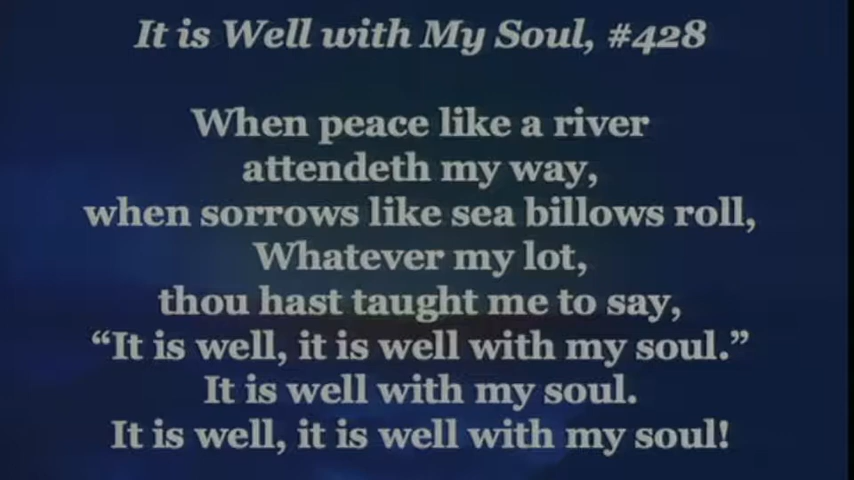 It is Well with My Soul, #428
When peace like a river
attendeth my way,
when sorrows like sea billows roll,
Whatever my lot,
thou hast taught me to say,
“It is well, it is well with my soul.”
It is well with my soul.
It is well, it is well with my soul!